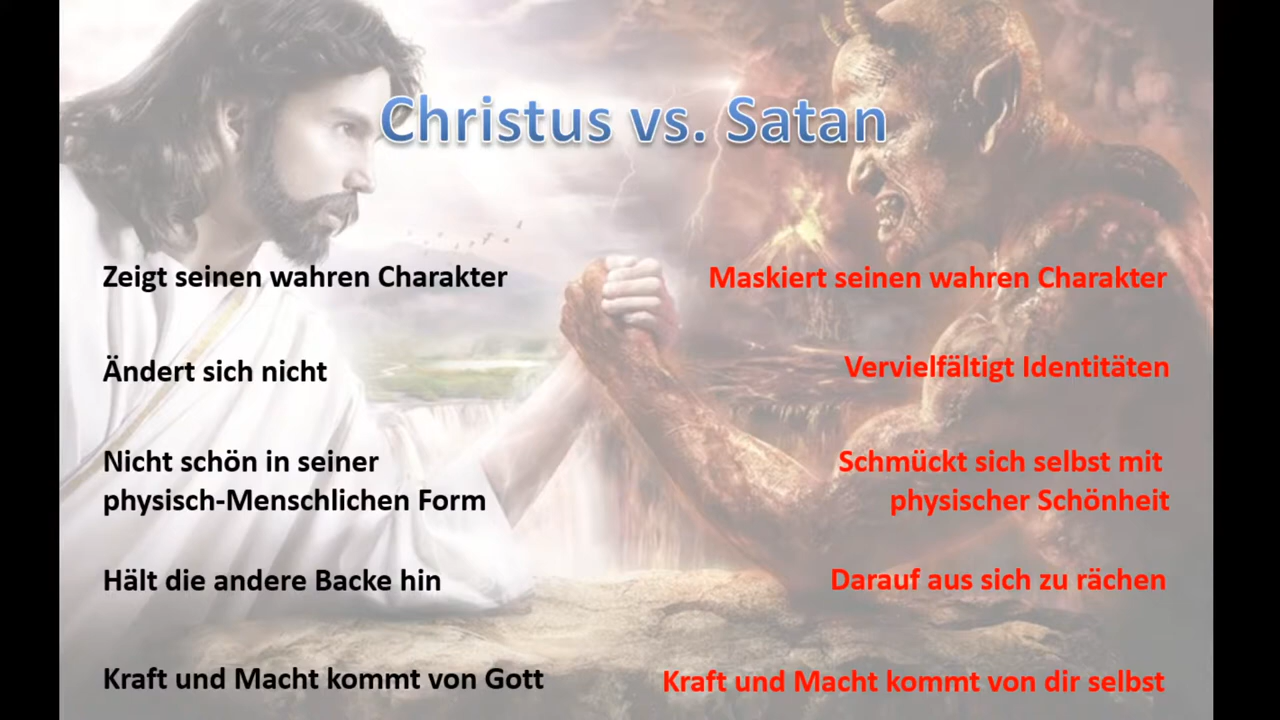 Christus vs. Satan
Zeigt seinen wahren Charakter
Maskiert seinen wahren Charakter
Ändert sich nicht
Vervielfältigt Identitäten
Nicht schön in seiner
physisch-Menschlichen Form
Schmückt sich selbst mit
physischer Schönheit
Hält die andere Backe hin
Darauf aus sich zu rächen
Kraft und Macht kommt von Gott
Kraft und Macht kommt von dir selbst